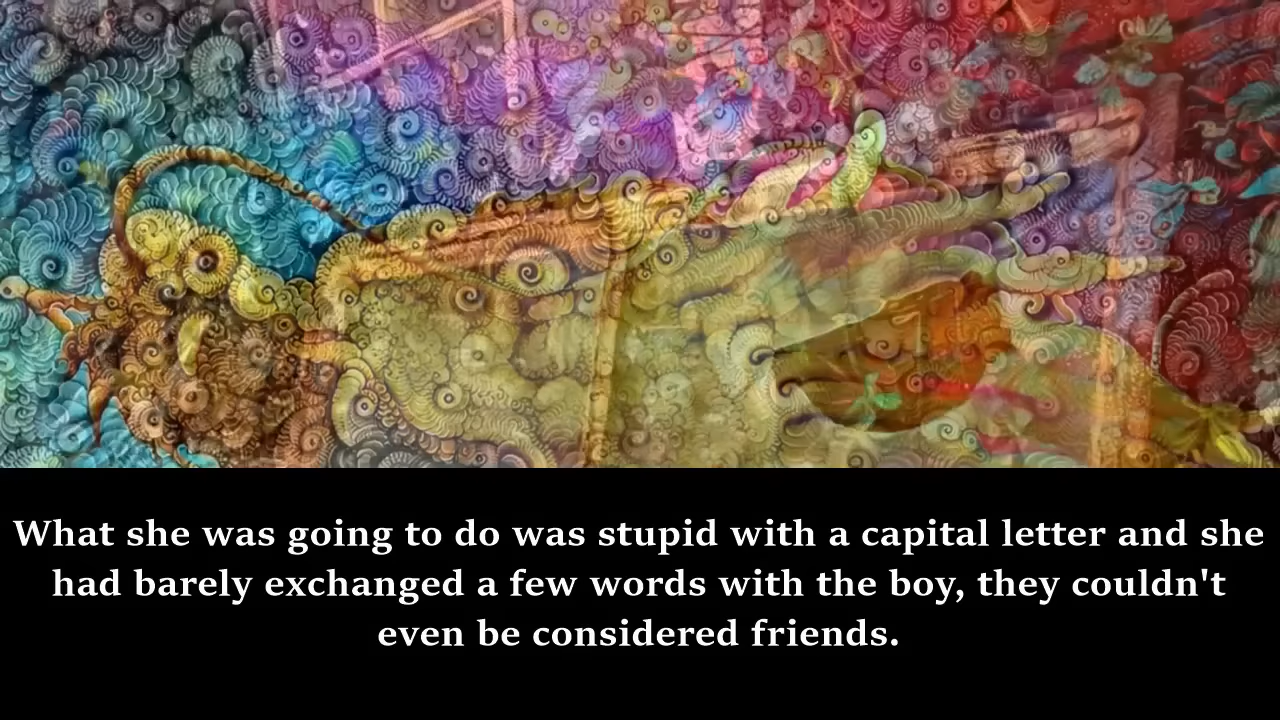 What she was going to do was stupid with a capital letter and she
had barely exchanged a few words with the boy, they couldn't
even be considered friends.